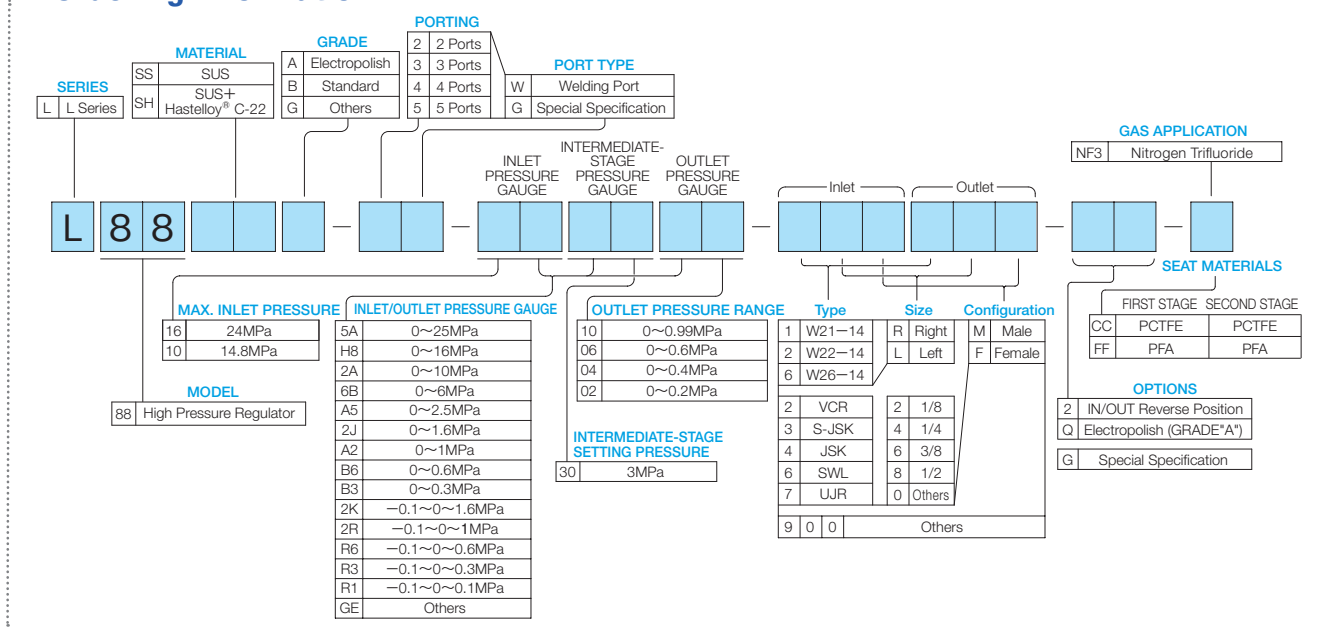 PORTING
2 2 Ports
3 3 Ports
4 4 Ports
5 5 Ports
GRADE
A Electropolish
B Standard
G Others
MATERIAL
SS SUS
SH SUS+
Hastelloy® C-22
SERIES
L L Series
PORT TYPE
W Welding Port
G Special Specification
GAS APPLICATION
NF3 Nitrogen Trifluoride
INLET
PRESSURE
GAUGE
INTERMEDIATE-
STAGE
PRESSURE
GAUGE
OUTLET
PRESSURE
GAUGE
Inlet
Outlet
L 8 8 — — — — —
MAX. INLET PRESSURE
16 24MPa
10 14.8MPa
MODEL
88 High Pressure Regulator
INLET/OUTLET PRESSURE GAUGE
5A 0〜25MPa
H8 0〜16MPa
2A 0〜10MPa
6B 0〜6MPa
A5 0〜2.5MPa
2J 0〜1.6MPa
A2 0〜1MPa
B6 0〜0.6MPa
B3 0〜0.3MPa
2K −0.1〜0〜1.6MPa
2R −0.1〜0〜1MPa
R6 −0.1〜0〜0.6MPa
R3 −0.1〜0〜0.3MPa
R1 −0.1〜0〜0.1MPa
GE Others
OUTLET PRESSURE RANGE
10 0〜0.99MPa
06 0〜0.6MPa
04 0〜0.4MPa
02 0〜0.2MPa
INTERMEDIATE-STAGE
SETTING PRESSURE
30 3MPa
Type
1 W21−14
2 W22−14
6 W26−14
2 VCR
3 S-JSK
4 JSK
6 SWL
7 UJR
Size
R Right
L Left
2 1/8
4 1/4
6 3/8
8 1/2
0 Others
Configuration
M Male
F Female
9 0 0 Others
SEAT MATERIALS
FIRST STAGE SECOND STAGE
CC PCTFE PCTFE
FF PFA PFA
OPTIONS
2 IN/OUT Reverse Position
Q Electropolish (GRADE"A")
G Special Specification